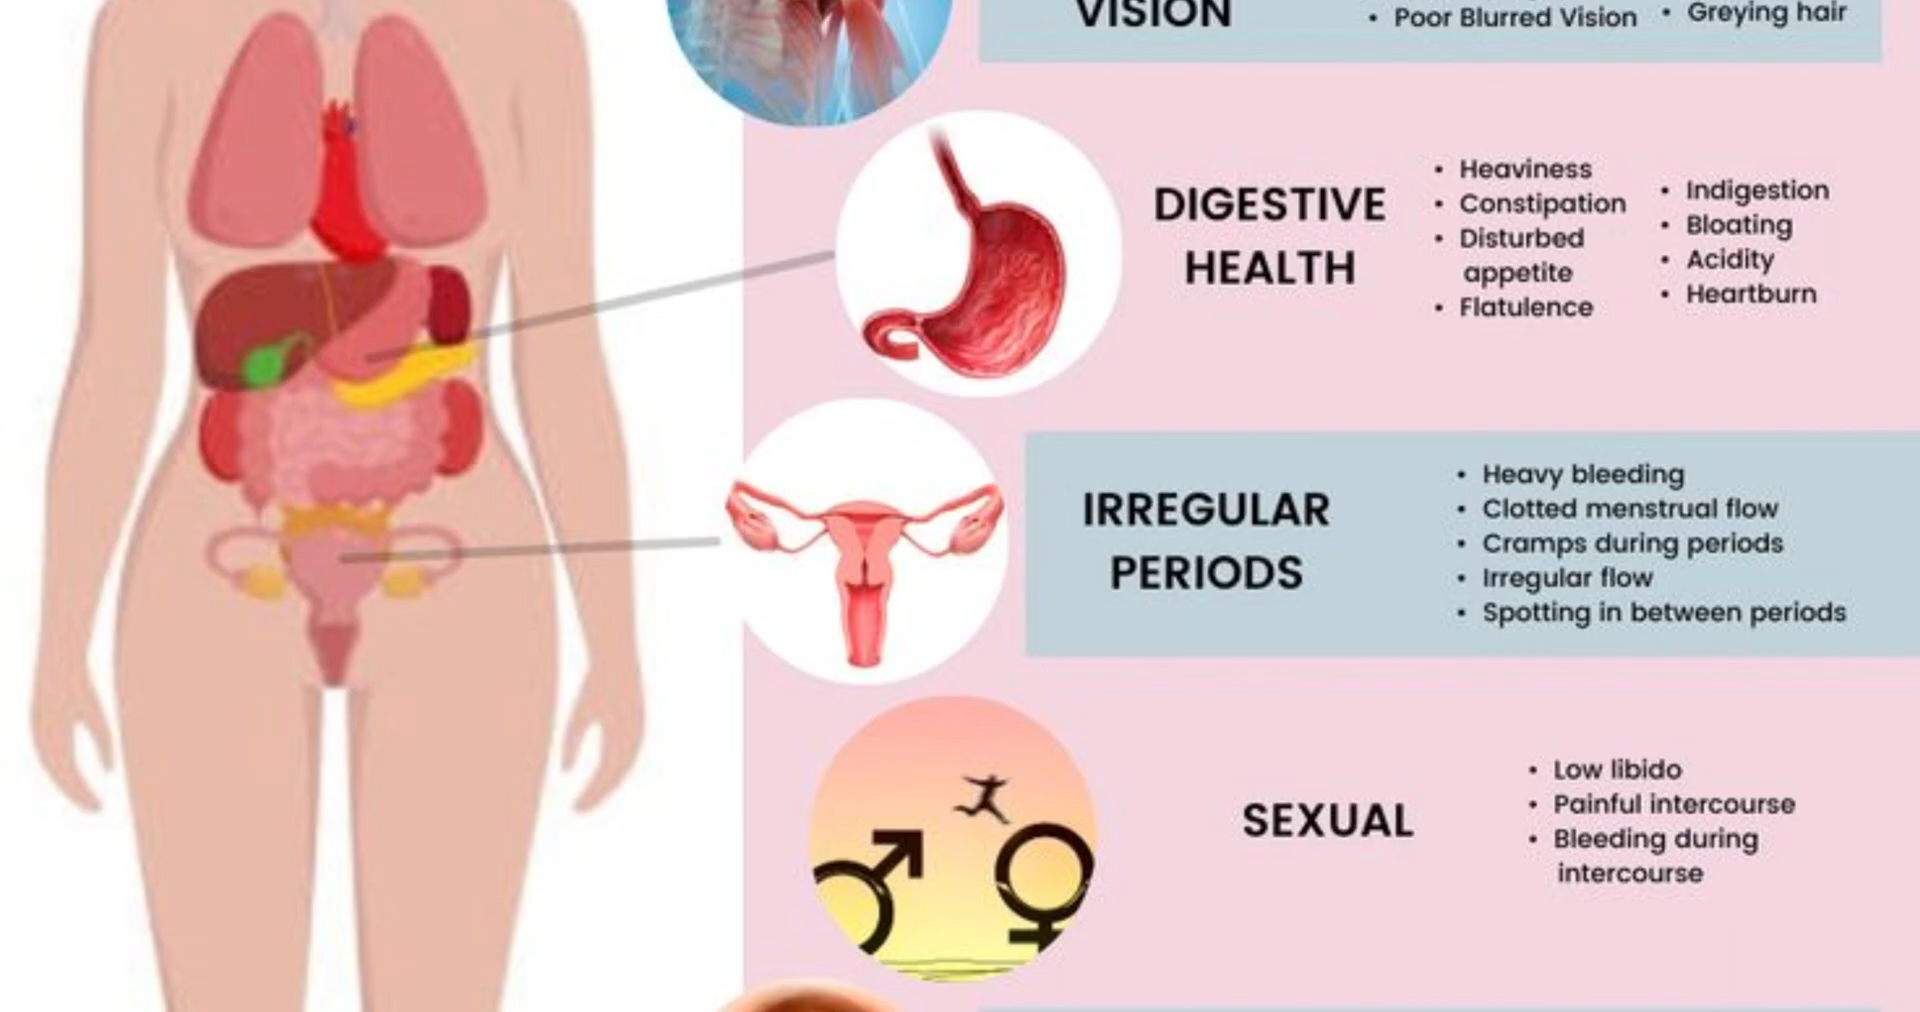 VISION
• Poor Blurred Vision
• Greying hair
DIGESTIVE
HEALTH
• Heaviness
• Constipation
• Disturbed
appetite
• Flatulence
• Indigestion
• Bloating
• Acidity
• Heartburn
IRREGULAR
PERIODS
• Heavy bleeding
• Clotted menstrual flow
• Cramps during periods
• Irregular flow
• Spotting in between periods
SEXUAL
• Low libido
• Painful intercourse
• Bleeding during
intercourse